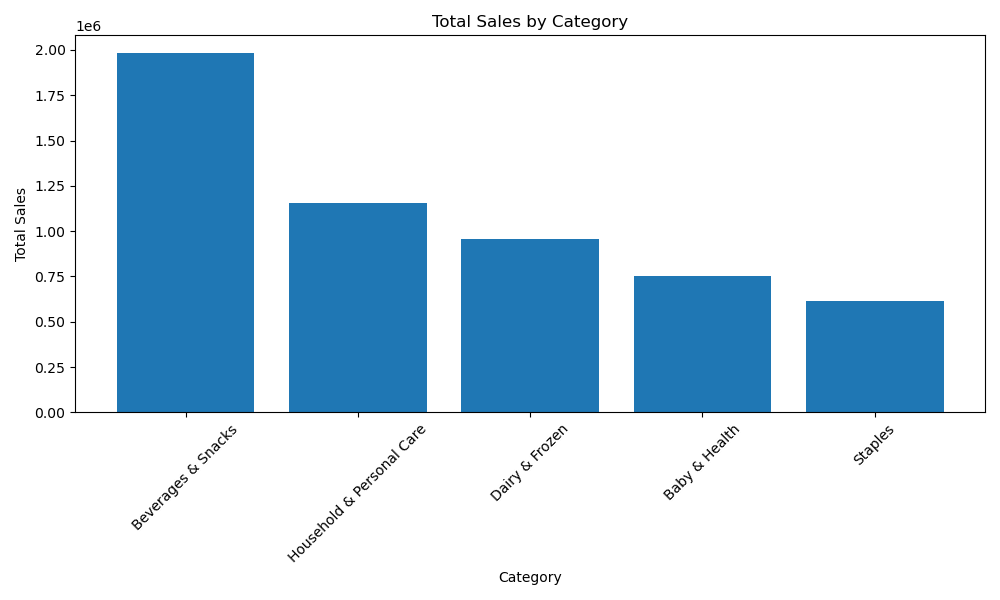 Total Sales by Category
1e6
2.00
1.75
1.50
1.25
1.00
0.75
0.50
0.25
0.00
Total Sales
Beverages & Snacks
Household & Personal Care
Dairy & Frozen
Baby & Health
Staples
Category